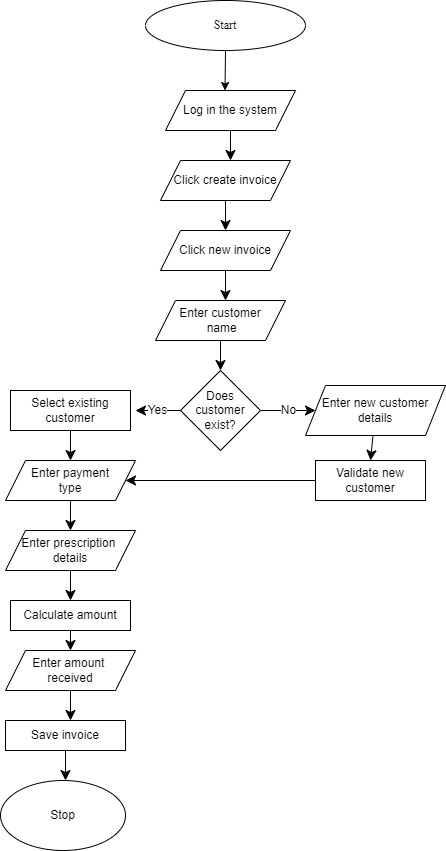 Start
Log in the system
Click create invoice
Click new invoice
Enter customer
name
Does
customer
exist?
Yes
No
Select existing
customer
Enter new customer
details
Validate new
customer
Enter payment
type
Enter prescription
details
Calculate amount
Enter amount
received
Save invoice
Stop